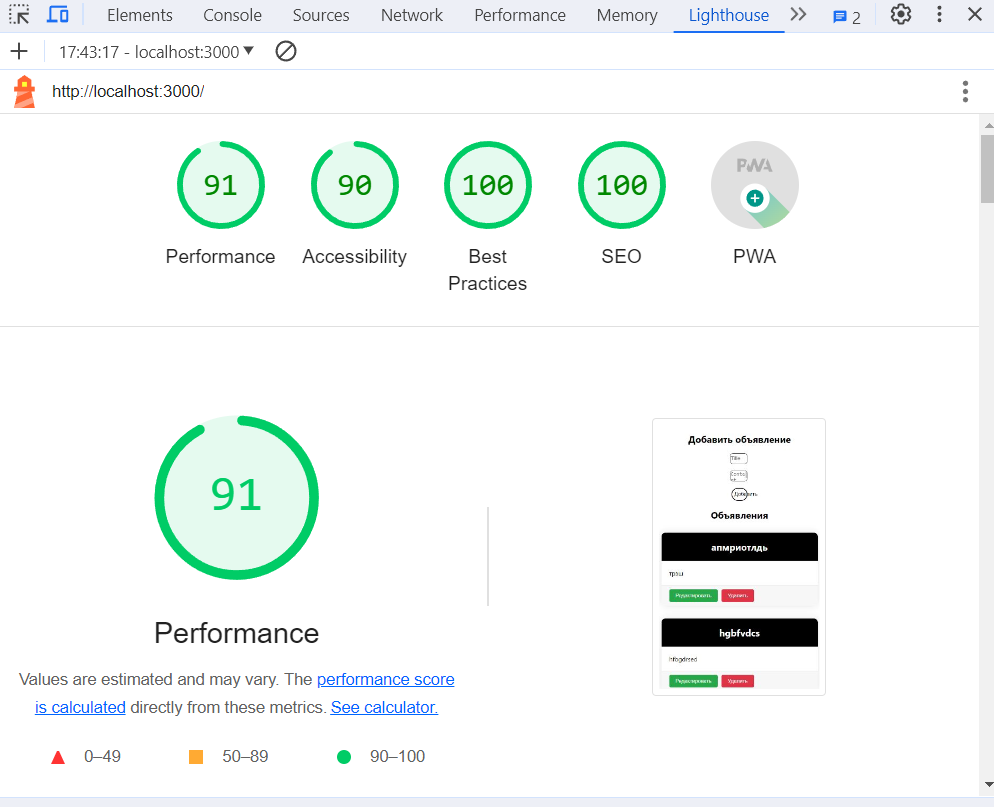 Elements Console Sources Network Performance Memory Lighthouse 2
17:43:17 - localhost:3000
http://localhost:3000/
91 90 100 100 PWA
Performance Accessibility Best Practices SEO PWA
91
Performance
Values are estimated and may vary. The performance score
is calculated directly from these metrics. See calculator.
0–49 50–89 90–100
Добавить объявление
Title
Добавить
Объявления
апмриотлдь
Редактировать Удалить
hgbfvdcs
Редактировать Удалить